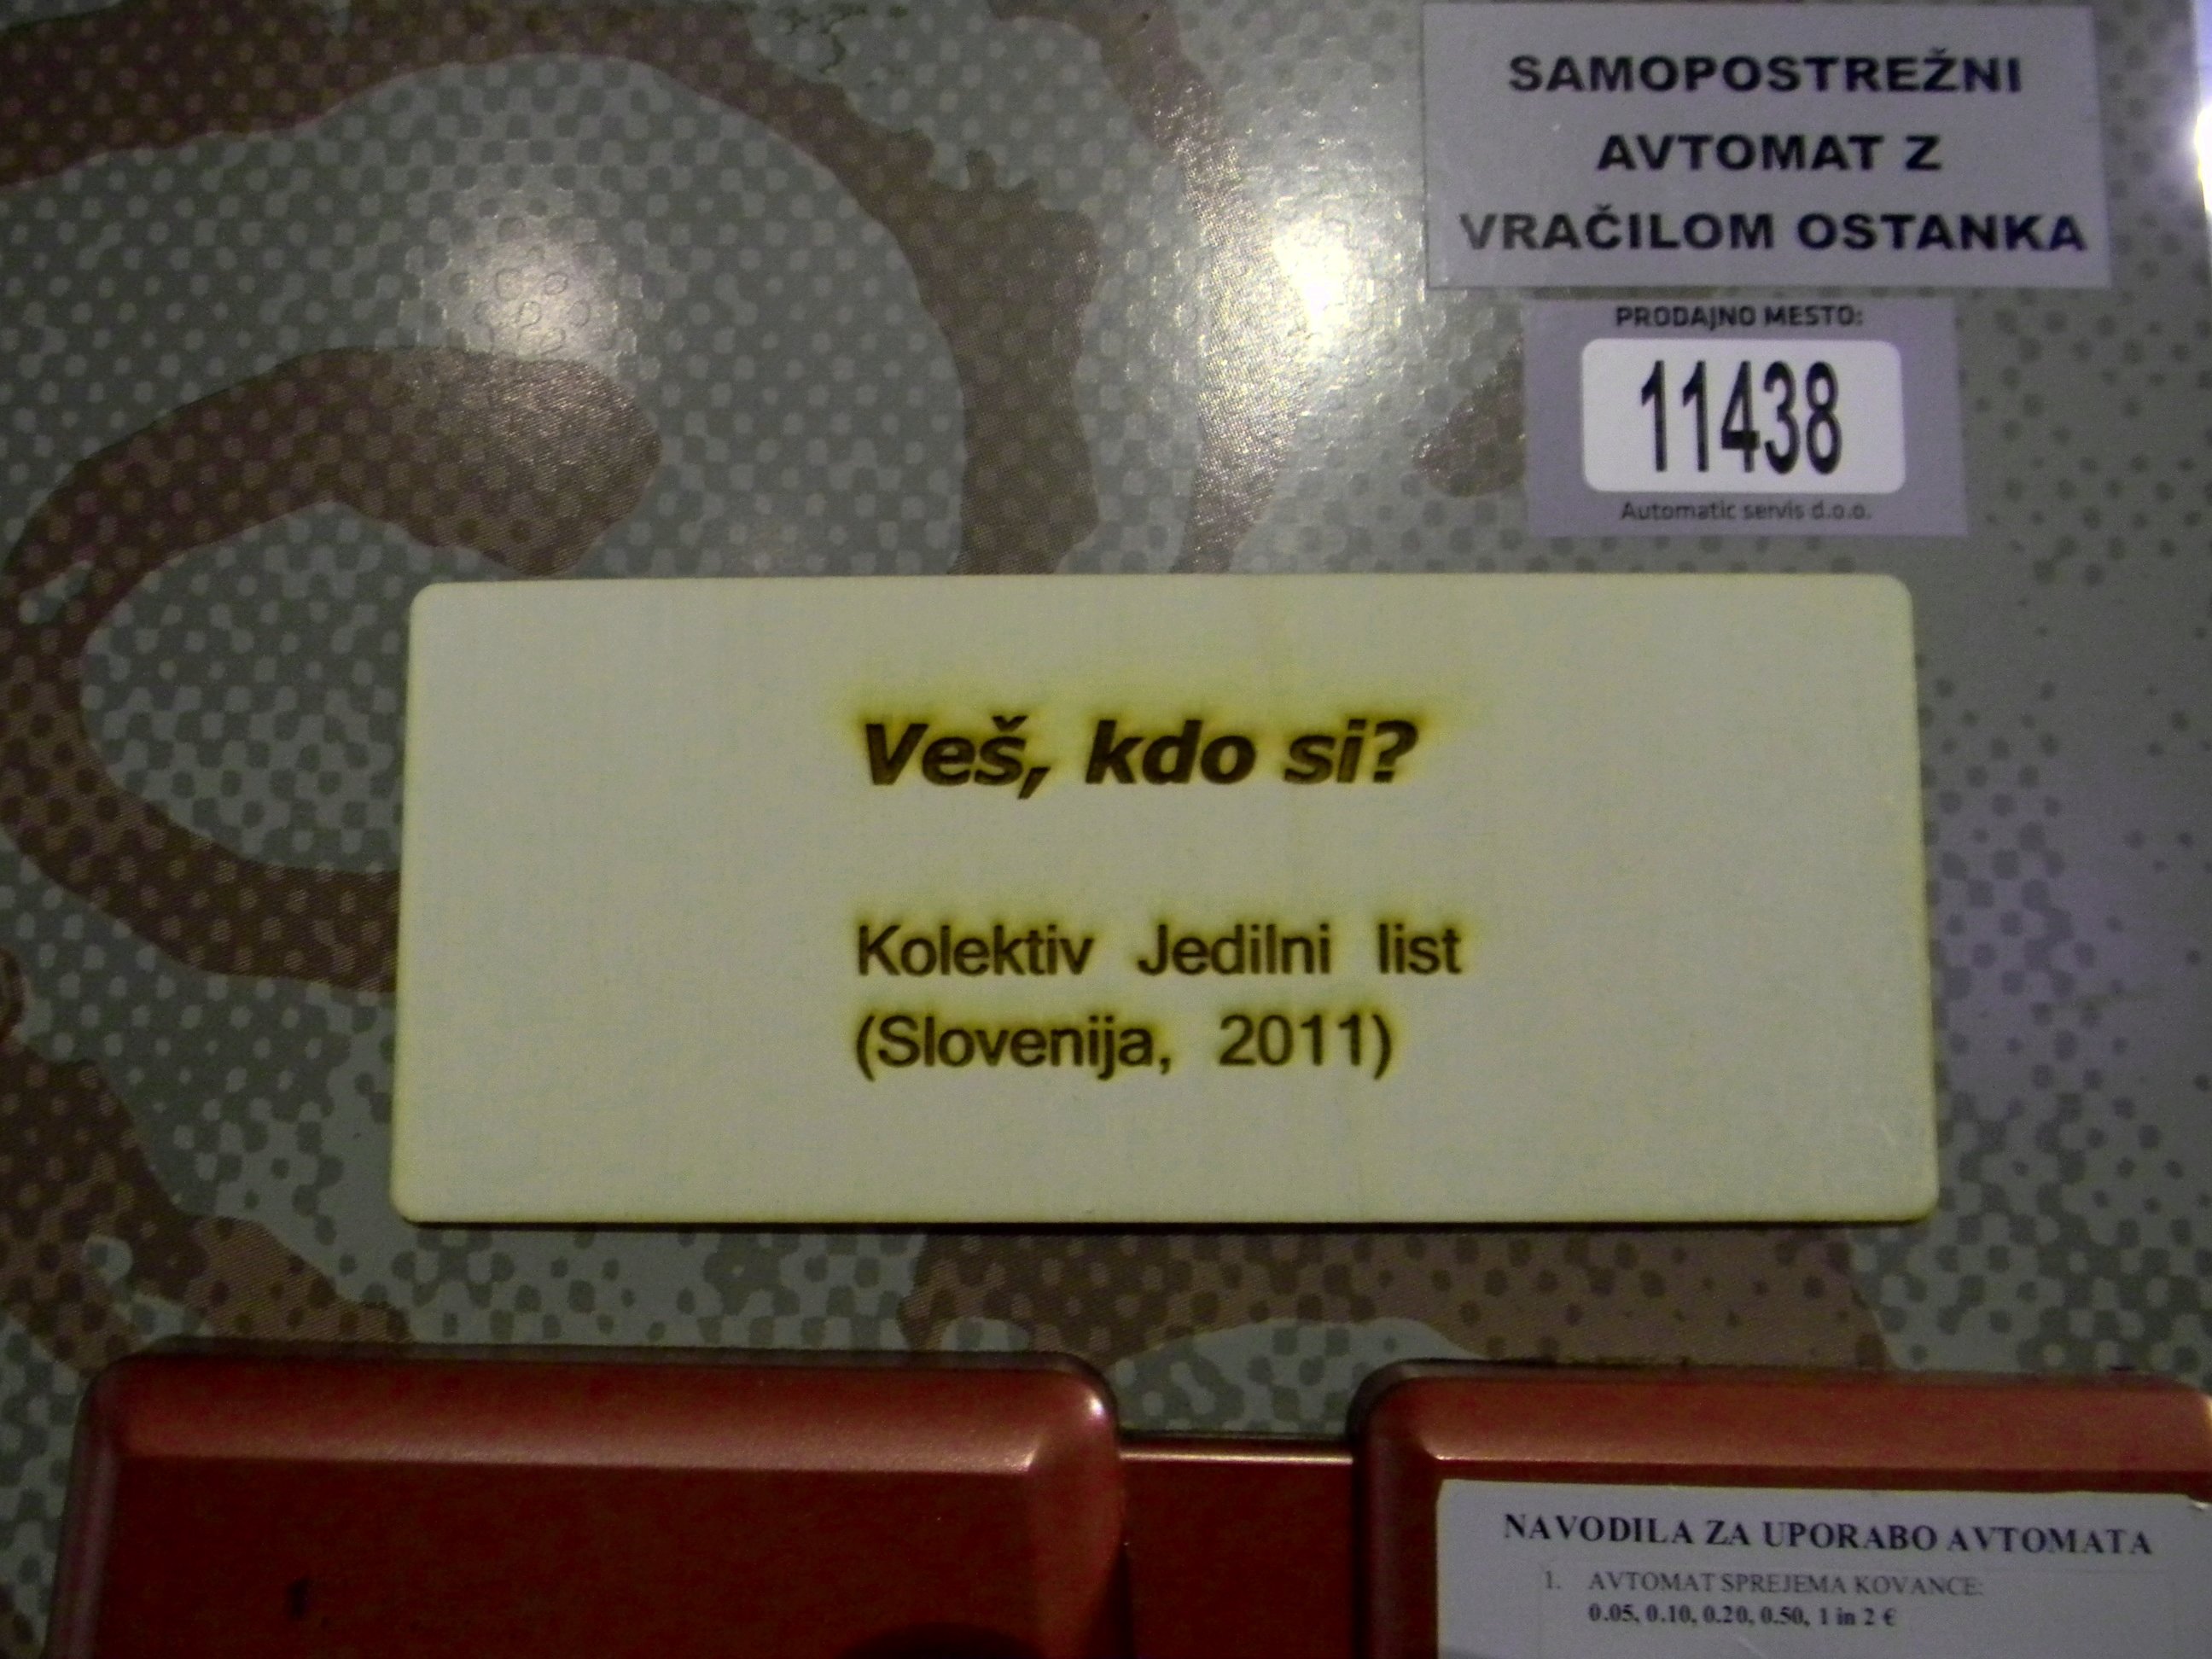 SAMOPOSTREŽNI
AVTOMAT Z
VRAČILOM OSTANKA
PRODAJNO MESTO:
11438
Automatic servis d.o.o.
Veš, kdo si?
Kolektiv Jedilni list
(Slovenija, 2011)
NAVODILA ZA UPORABO AVTOMATA
1. AVTOMAT SPREJEMA KOVANCE:
0.05, 0.10, 0.20, 0.50, 1 in 2 €